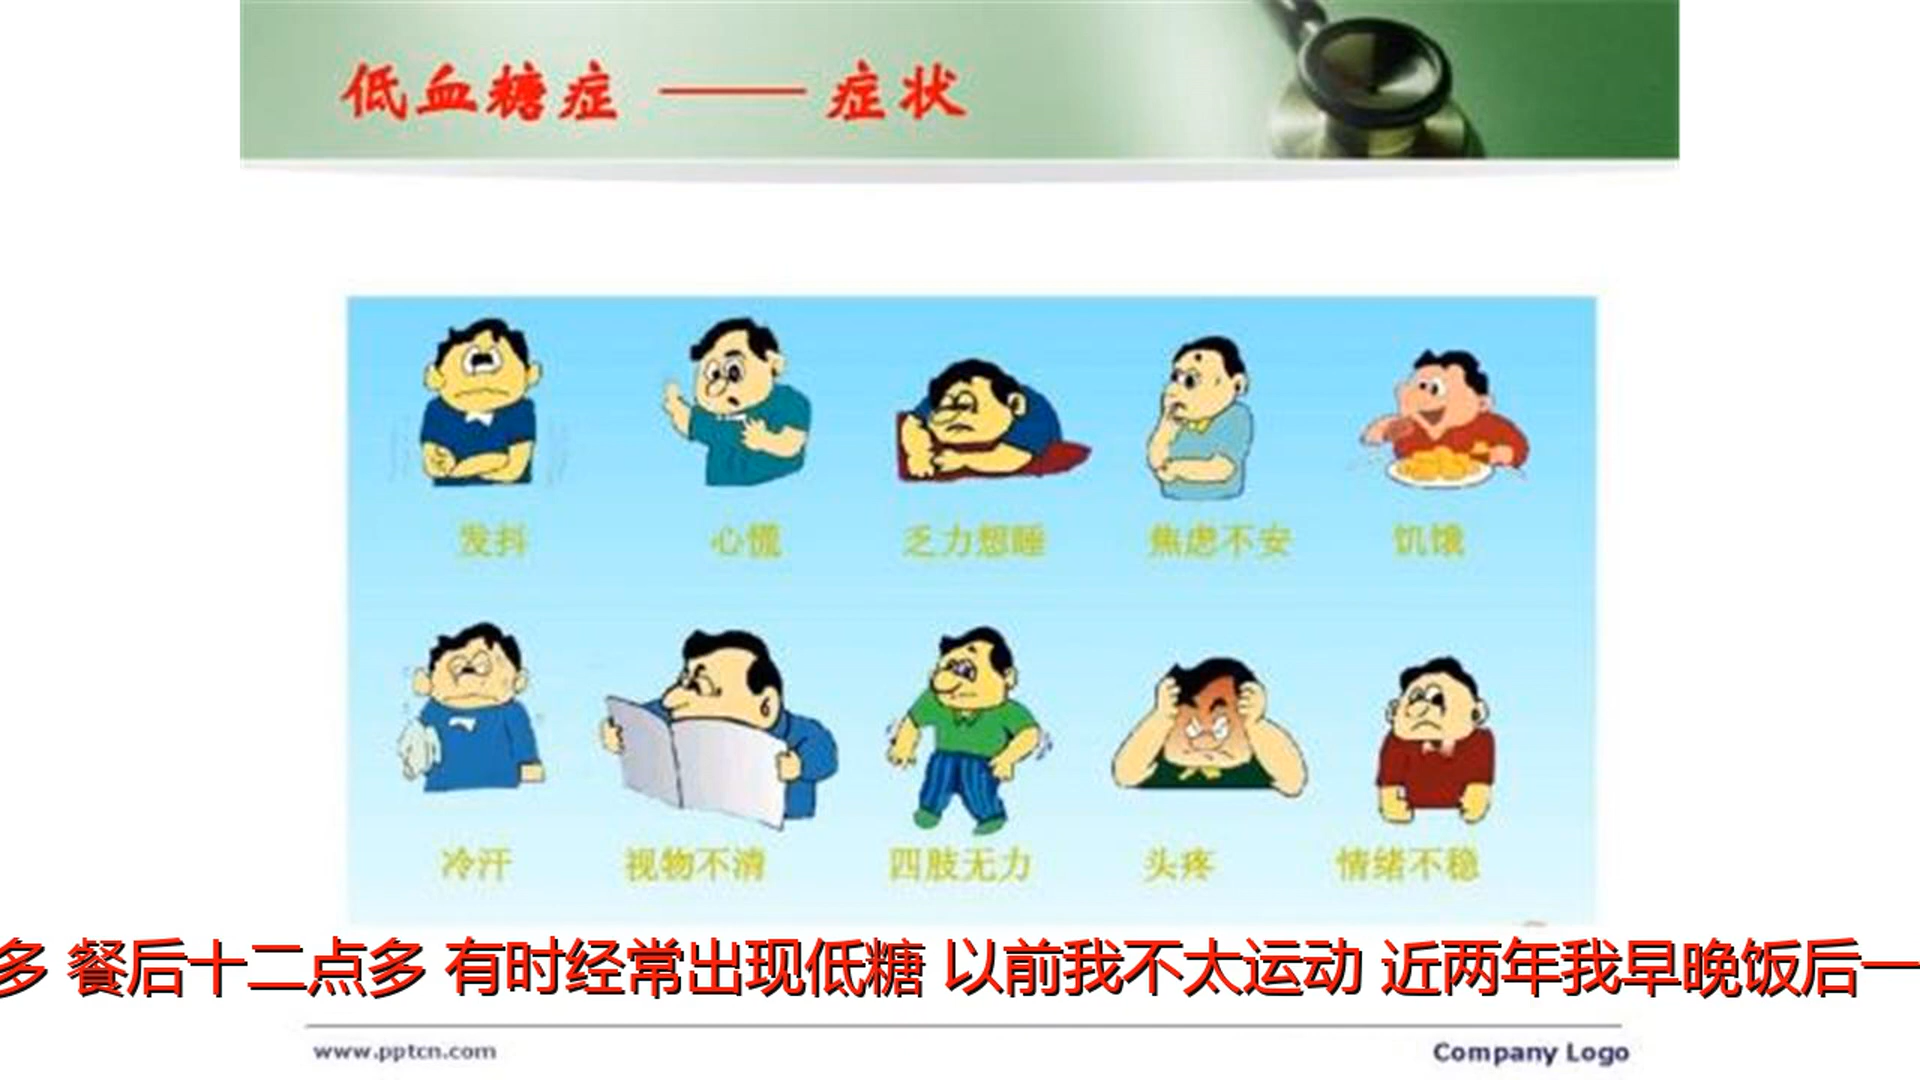 低血糖症 —— 症状
发抖 心慌 乏力想睡 焦虑不安 饥饿
冷汗 视物不清 四肢无力 头疼 情绪不稳
多 餐后十二点多 有时经常出现低糖 以前我不太运动 近两年我早晚饭后一
www.pptcn.com
Company Logo